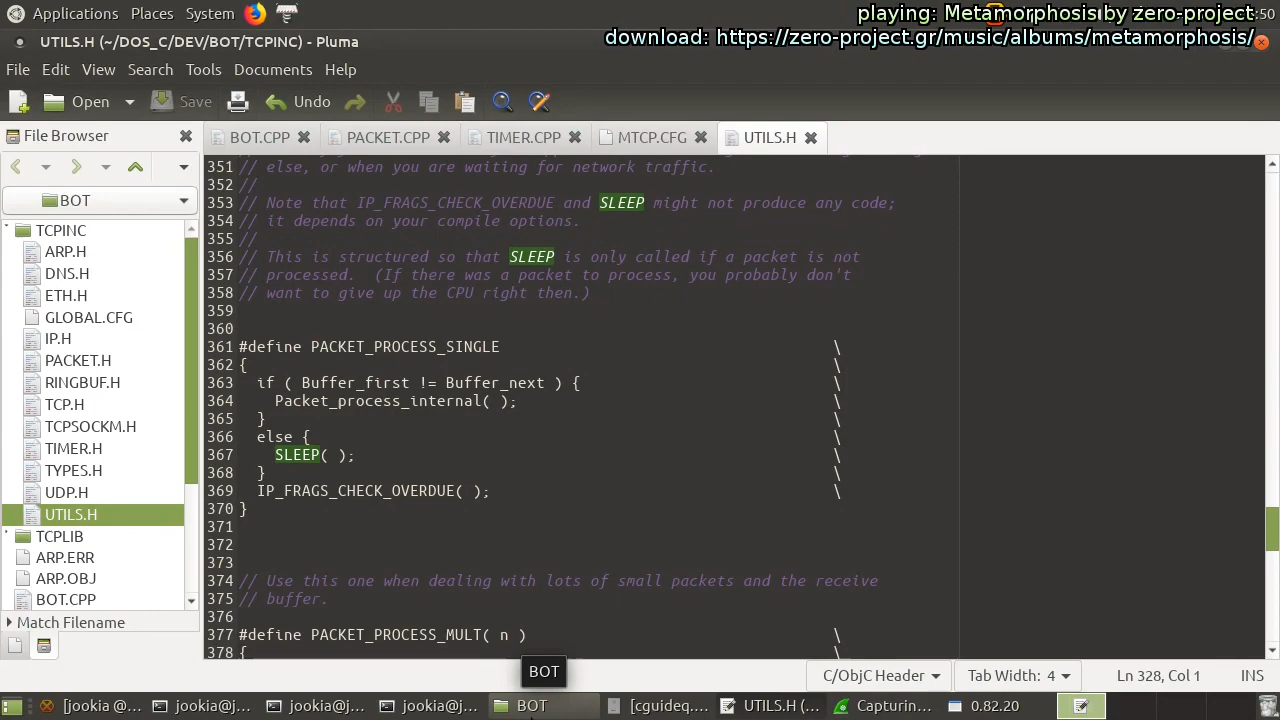 Applications Places System
playing: Metamorphosis by zero-project
:50
download: https://zero-project.gr/music/albums/metamorphosis/
UTILS.H (~/DOS_C/DEV/BOT/TCPINC) - Pluma
File Edit View Search Tools Documents Help
Open Save Undo
File Browser
BOT.CPP PACKET.CPP TIMER.CPP MTCP.CFG UTILS.H
BOT
TCPINC
ARP.H
DNS.H
ETH.H
GLOBAL.CFG
IP.H
PACKET.H
RINGBUF.H
TCP.H
TCPSOCKM.H
TIMER.H
TYPES.H
UDP.H
UTILS.H
TCPLIB
ARP.ERR
ARP.OBJ
BOT.CPP
Match Filename
351 // else, or when you are waiting for network traffic.
352 //
353 // Note that IP_FRAGS_CHECK_OVERDUE and SLEEP might not produce any code;
354 // it depends on your compile options.
355 //
356 // This is structured so that SLEEP is only called if a packet is not
357 // processed.  (If there was a packet to process, you probably don't
358 // want to give up the CPU right then.)
359
360
361 #define PACKET_PROCESS_SINGLE \
362 { \
363 if ( Buffer_first != Buffer_next ) { \
364 Packet_process_internal( ); \
365 } \
366 else { \
367 SLEEP( ); \
368 } \
369 IP_FRAGS_CHECK_OVERDUE( ); \
370 }
371
372
373
374 // Use this one when dealing with lots of small packets and the receive
375 // buffer.
376
377 #define PACKET_PROCESS_MULT( n ) \
378 { \
BOT
C/ObjC Header Tab Width: 4 Ln 328, Col 1 INS
[jookia @... jookia@j... jookia@j... jookia@j... BOT [cguideq.... UTILS.H (... Capturin... 0.82.20